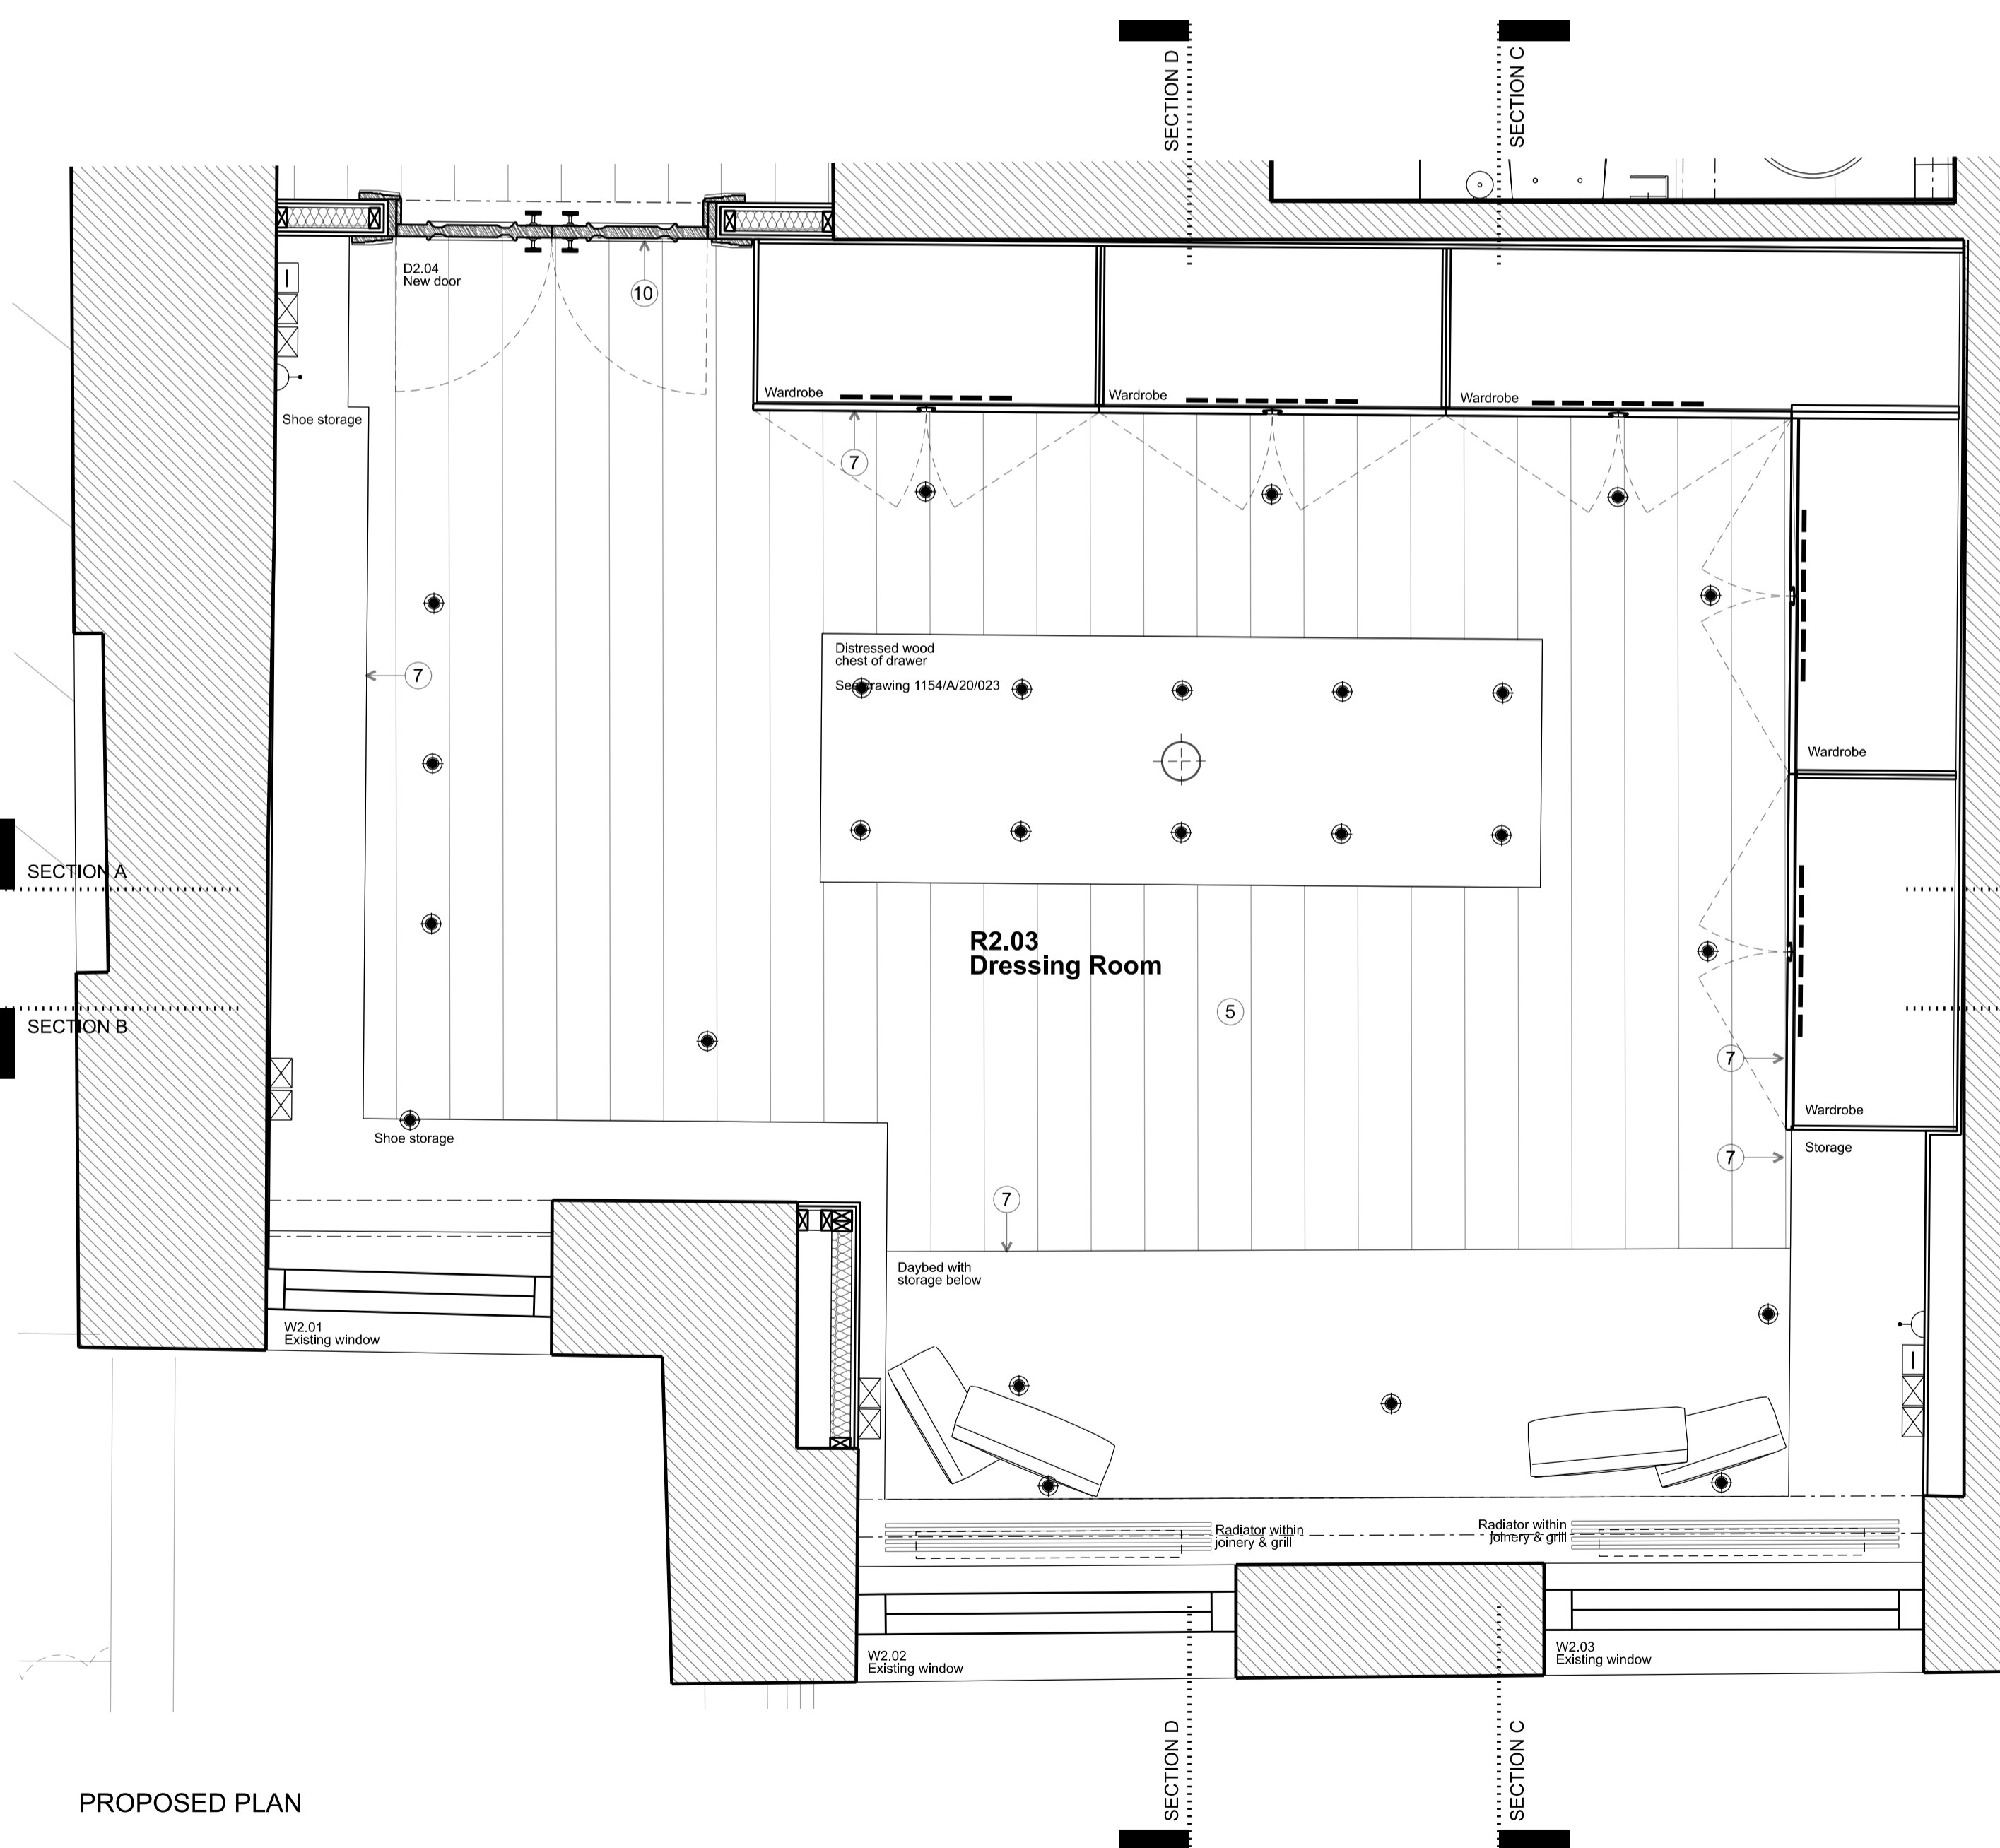 SECTION D
SECTION C
D2.04
New door
10
Wardrobe
Wardrobe
Wardrobe
Shoe storage
7
Distressed wood
chest of drawer
7
See drawing 1154/A/20/023
Wardrobe
SECTION A
R2.03
Dressing Room
5
SECTION B
7
Wardrobe
Shoe storage
Storage
7
7
Daybed with
storage below
W2.01
Existing window
Radiator within
joinery & grill
Radiator within
joinery & grill
W2.02
Existing window
W2.03
Existing window
SECTION D
SECTION C
PROPOSED PLAN